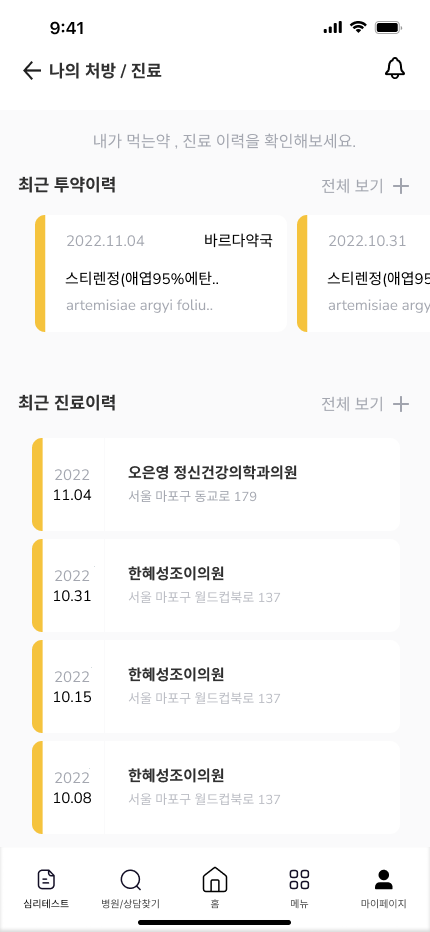 9:41
나의 처방 / 진료
내가 먹는약 , 진료 이력을 확인해보세요.
최근 투약이력
전체 보기
2022.11.04
바르다약국
스티렌정(애엽95%에탄..
artemisiae argyi foliu..
2022.10.31
스티렌정(애엽95
artemisiae argy
최근 진료이력
전체 보기
2022
11.04
오은영 정신건강의학과의원
서울 마포구 동교로 179
2022
10.31
한혜성조이의원
서울 마포구 월드컵북로 137
2022
10.15
한혜성조이의원
서울 마포구 월드컵북로 137
2022
10.08
한혜성조이의원
서울 마포구 월드컵북로 137
심리테스트
병원/상담찾기
홈
메뉴
마이페이지